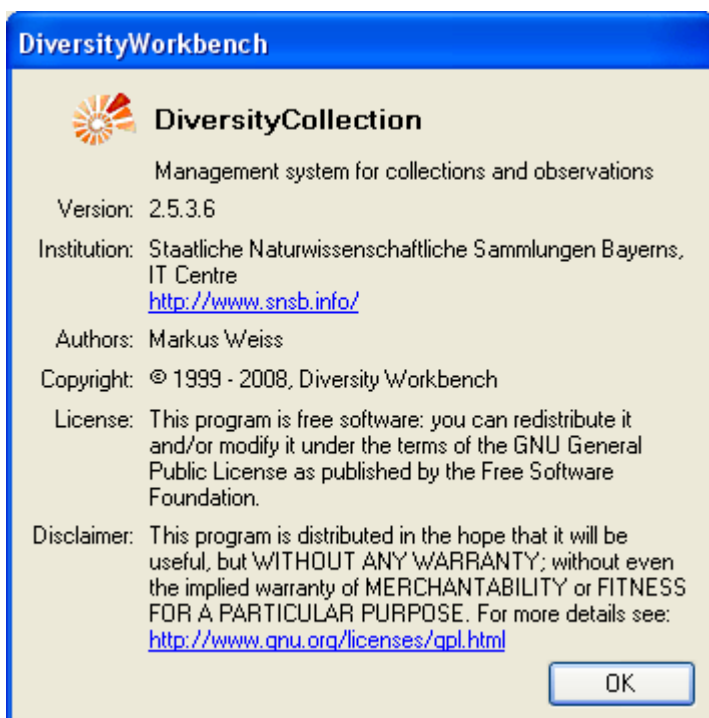 DiversityWorkbench
DiversityCollection
Management system for collections and observations
Version: 2.5.3.6
Institution: Staatliche Naturwissenschaftliche Sammlungen Bayerns,
IT Centre
http://www.snsb.info/
Authors: Markus Weiss
Copyright: © 1999 - 2008, Diversity Workbench
License: This program is free software: you can redistribute it
and/or modify it under the terms of the GNU General
Public License as published by the Free Software
Foundation.
Disclaimer: This program is distributed in the hope that it will be
useful, but WITHOUT ANY WARRANTY; without even
the implied warranty of MERCHANTABILITY or FITNESS
FOR A PARTICULAR PURPOSE. For more details see:
http://www.gnu.org/licenses/gpl.html
OK